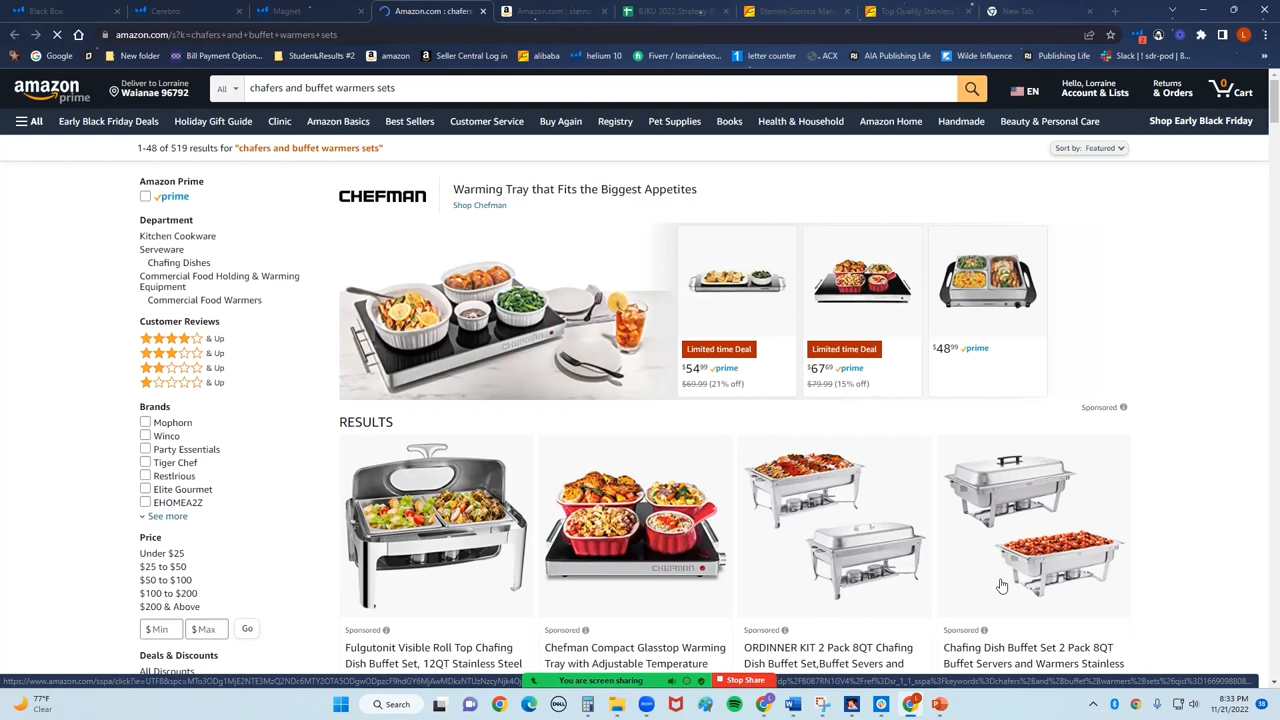 Black Box
Cerebro
Magnet
Amazon.com : chafers
Amazon.com : sterno
BJKU 2022 Strategy &
Sternos-Sternos Man
Top Quality Stainless
New Tab
amazon.com/s?k=chafers+and+buffet+warmers+sets
Google
New folder
Bill Payment Option...
Student&Results #2
amazon
Seller Central Log in
alibaba
helium 10
Fiverr / lorrainekeo...
letter counter
ACX
AIA Publishing Life
Wilde Influence
Publishing Life
Slack | sdr-pod | 8...
amazon prime
Deliver to Lorraine
Waianae 96792
All
chafers and buffet warmers sets
EN
Hello, Lorraine
Account & Lists
Returns
& Orders
0
Cart
All
Early Black Friday Deals
Holiday Gift Guide
Clinic
Amazon Basics
Best Sellers
Customer Service
Buy Again
Registry
Pet Supplies
Books
Health & Household
Amazon Home
Handmade
Beauty & Personal Care
Shop Early Black Friday
1-48 of 519 results for "chafers and buffet warmers sets"
Sort by: Featured
Amazon Prime
prime
Department
Kitchen Cookware
Serveware
Chafing Dishes
Commercial Food Holding & Warming
Equipment
Commercial Food Warmers
Customer Reviews
& Up
& Up
& Up
& Up
Brands
Mophorn
Winco
Party Essentials
Tiger Chef
Restlrious
Elite Gourmet
EHOMEA2Z
See more
Price
Under $25
$25 to $50
$50 to $100
$100 to $200
$200 & Above
$ Min
$ Max
Go
Deals & Discounts
All Discounts
CHEFMAN
Warming Tray that Fits the Biggest Appetites
Shop Chefman
Limited time Deal
$54.99 prime
$69.99 (21% off)
Limited time Deal
$67.69 prime
$79.99 (15% off)
$48.99 prime
Sponsored
RESULTS
CHEFMAN
Sponsored
Fulgutonit Visible Roll Top Chafing
Dish Buffet Set, 12QT Stainless Steel
Sponsored
Chefman Compact Glasstop Warming
Tray with Adjustable Temperature
Sponsored
ORDINNER KIT 2 Pack 8QT Chafing
Dish Buffet Set,Buffet Severs and
Sponsored
Chafing Dish Buffet Set 2 Pack 8QT
Buffet Servers and Warmers Stainless
You are screen sharing
Stop Share
77°F
Clear
Search
8:33 PM
11/21/2022